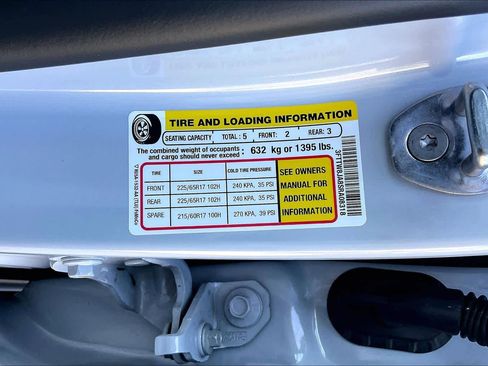 TIRE AND LOADING INFORMATION
SEATING CAPACITY TOTAL : 5 FRONT: 2 REAR: 3
The combined weight of occupants
and cargo should never exceed : 632 kg or 1395 lbs.
TIRE SIZE COLD TIRE PRESSURE
FRONT 225/65R17 102H 240 KPA, 35 PSI
REAR 225/65R17 102H 240 KPA, 35 PSI
SPARE 215/60R17 100H 270 KPA, 39 PSI
SEE OWNERS
MANUAL FOR
ADDITIONAL
INFORMATION